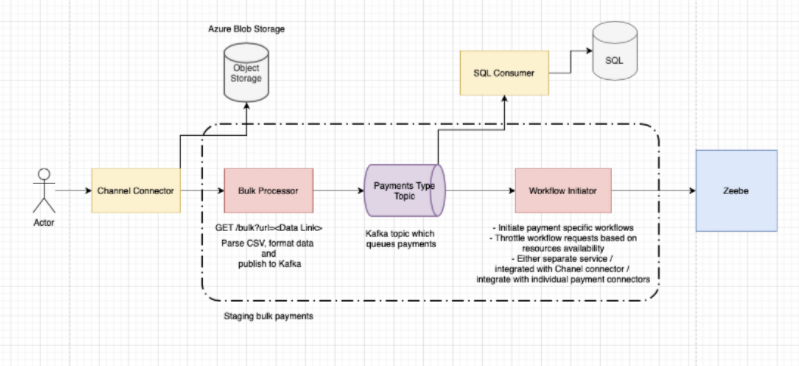 Azure Blob Storage
Object
Storage
SQL Consumer
SQL
Channel Connector
Bulk Processor
Payments Type
Topic
Workflow Initiator
Zeebe
Actor
GET /bulk?url=<Data Link>
Parse CSV, format data
and
publish to Kafka
Kafka topic which
queues payments
- Initiate payment specific workflows
- Throttle workflow requests based on
resources availability
- Either separate service /
integrated with Chanel connector /
integrate with individual payment connectors
Staging bulk payments